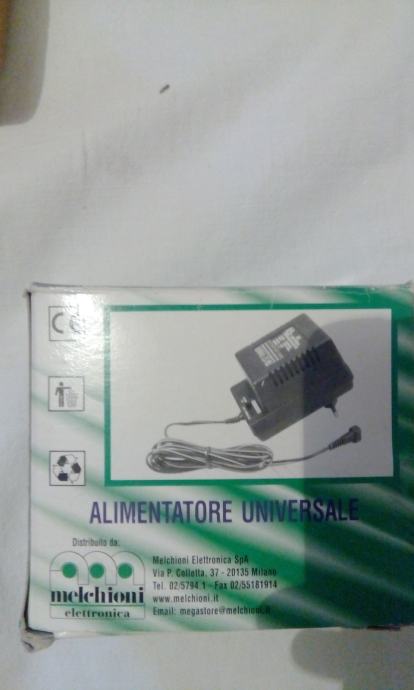 CE
ALIMENTATORE UNIVERSALE
Distribuito da:
melchioni
elettronica
Melchioni Elettronica SpA
Via P. Colletta, 37 - 20135 Milano
Tel. 02/5794.1 - Fax 02/55181914
www.melchioni.it
Email: megastore@melchioni.it